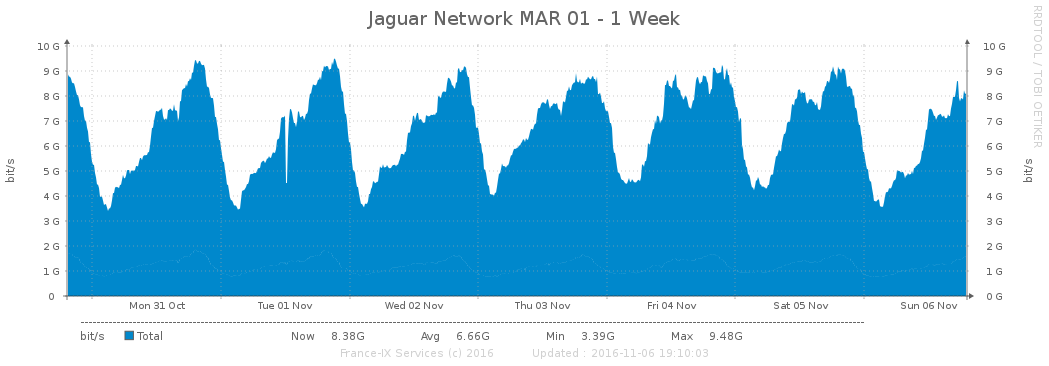 Jaguar Network MAR 01 - 1 Week
RRDTOOL / TOBI OETIKER
bit/s
10 G
9 G
8 G
7 G
6 G
5 G
4 G
3 G
2 G
1 G
0
10 G
9 G
8 G
7 G
6 G
5 G
4 G
3 G
2 G
1 G
0 G
bit/s
Mon 31 Oct Tue 01 Nov Wed 02 Nov Thu 03 Nov Fri 04 Nov Sat 05 Nov Sun 06 Nov
bit/s Total Now 8.38G Avg 6.66G Min 3.39G Max 9.48G
France-IX Services (c) 2016 Updated : 2016-11-06 19:10:03